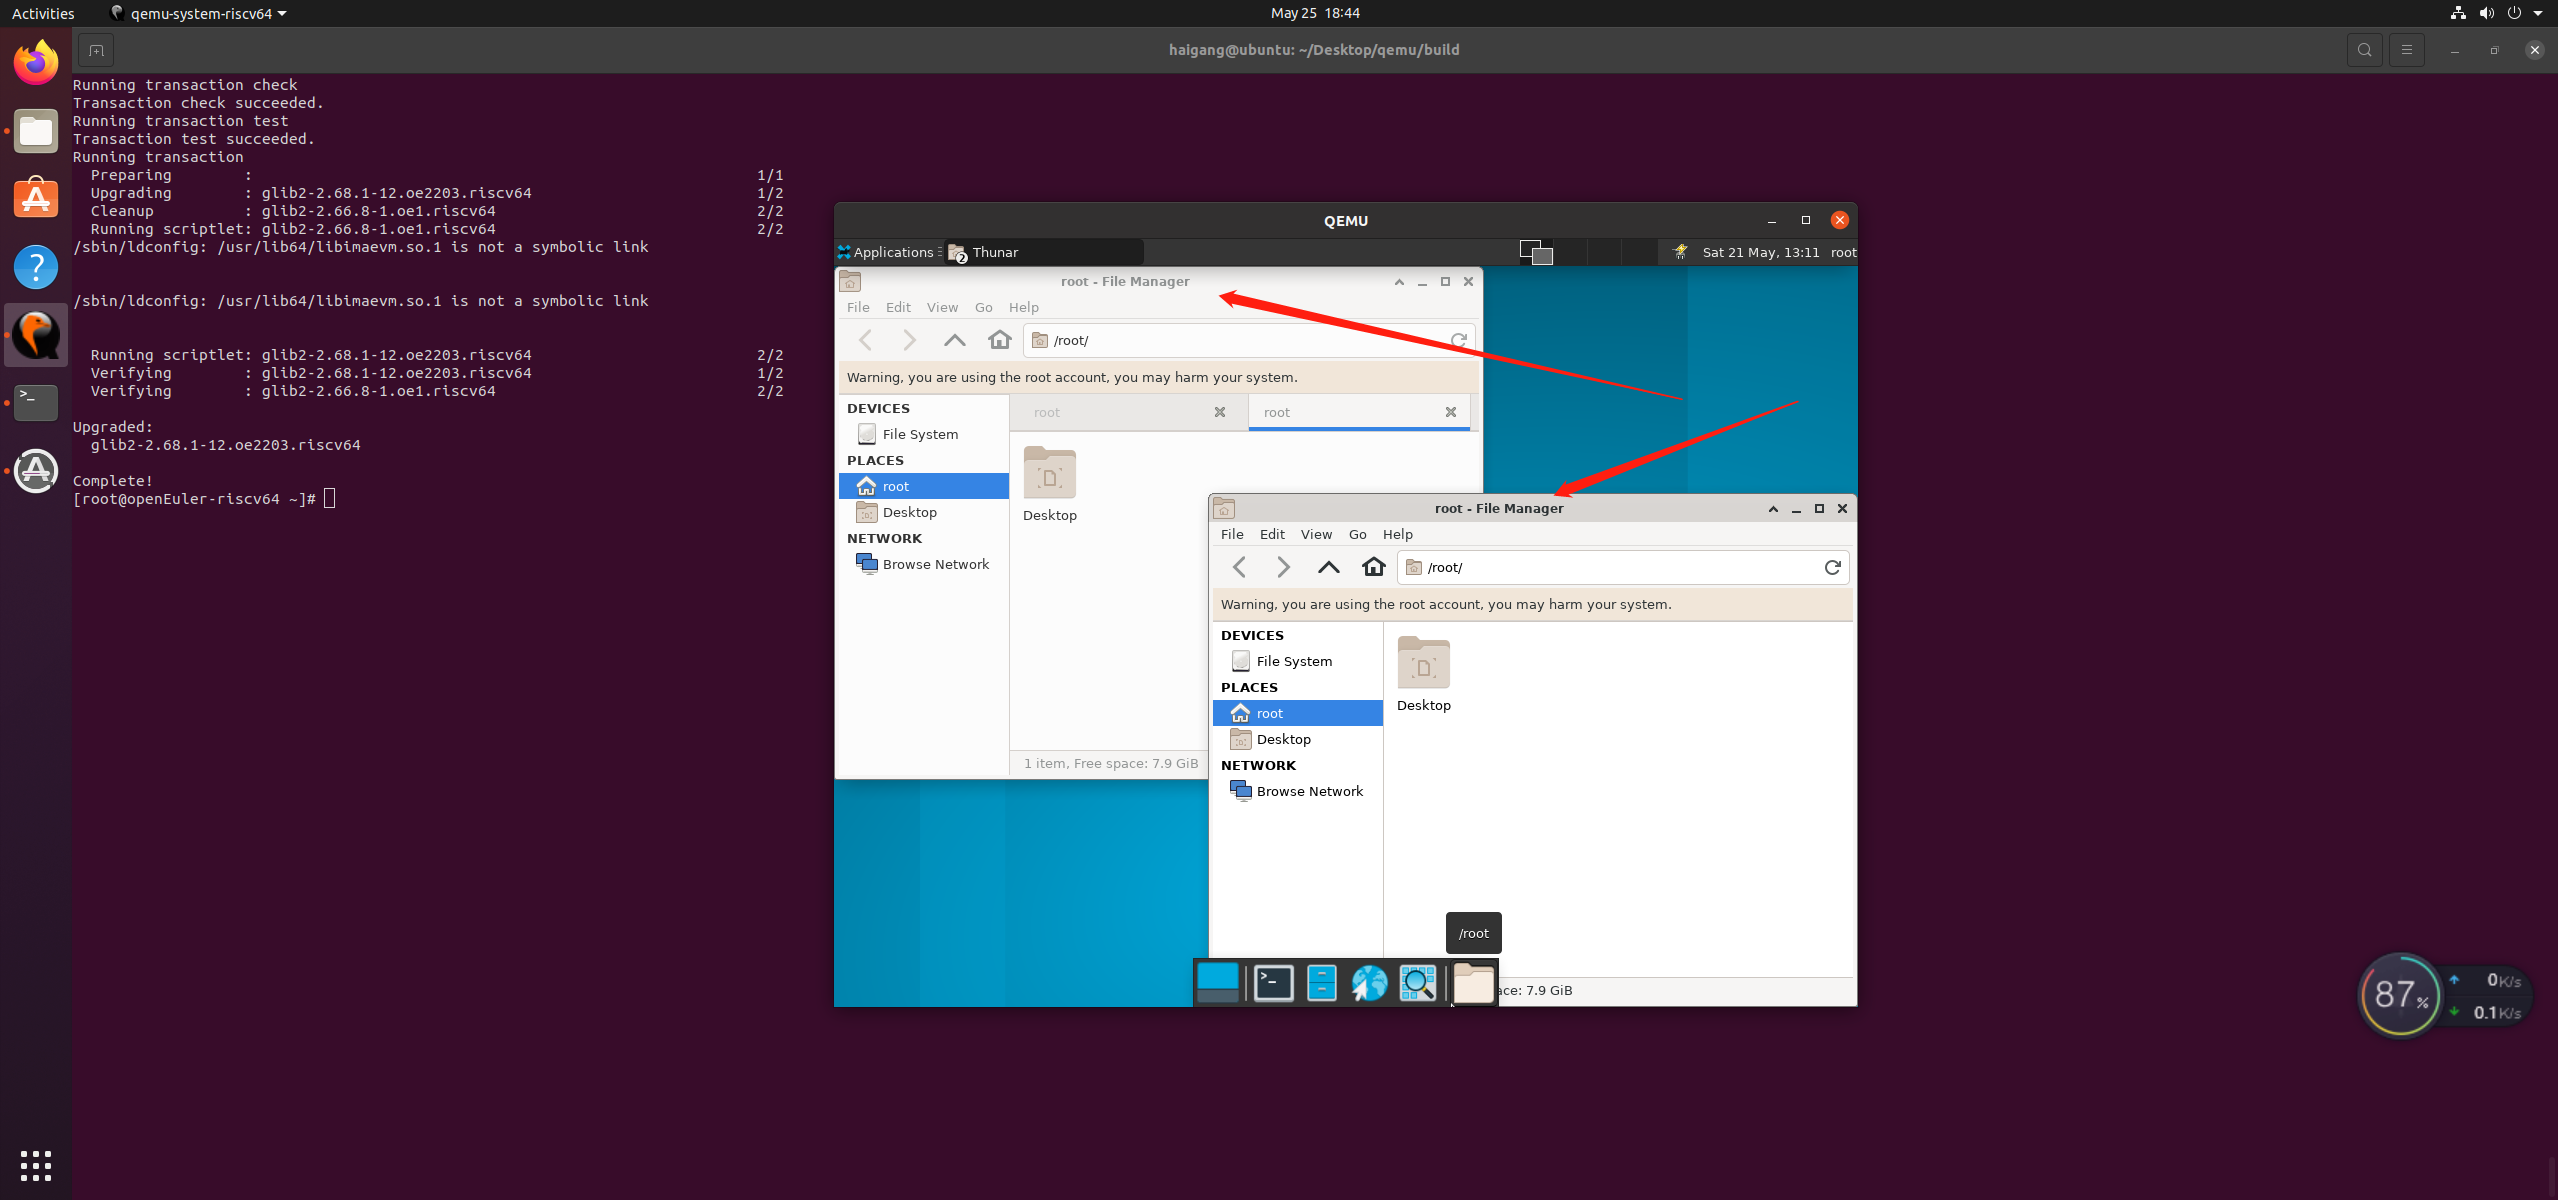 Activities
qemu-system-riscv64
May 25 18:44
haigang@ubuntu: ~/Desktop/qemu/build
Running transaction check
Transaction check succeeded.
Running transaction test
Transaction test succeeded.
Running transaction
Preparing : 1/1
Upgrading : glib2-2.68.1-12.oe2203.riscv64 1/2
Cleanup : glib2-2.66.8-1.oe1.riscv64 2/2
Running scriptlet: glib2-2.66.8-1.oe1.riscv64 2/2
/sbin/ldconfig: /usr/lib64/libimaevm.so.1 is not a symbolic link
/sbin/ldconfig: /usr/lib64/libimaevm.so.1 is not a symbolic link
Running scriptlet: glib2-2.68.1-12.oe2203.riscv64 2/2
Verifying : glib2-2.68.1-12.oe2203.riscv64 1/2
Verifying : glib2-2.66.8-1.oe1.riscv64 2/2
Upgraded:
glib2-2.68.1-12.oe2203.riscv64
Complete!
[root@openEuler-riscv64 ~]#
QEMU
Applications
2
Thunar
Sat 21 May, 13:11
root
root - File Manager
File Edit View Go Help
/root/
Warning, you are using the root account, you may harm your system.
DEVICES
File System
PLACES
root
Desktop
NETWORK
Browse Network
root
root
Desktop
1 item, Free space: 7.9 GiB
root - File Manager
File Edit View Go Help
/root/
Warning, you are using the root account, you may harm your system.
DEVICES
File System
PLACES
root
Desktop
NETWORK
Browse Network
Desktop
/root
ace: 7.9 GiB
87%
0K/s
0.1K/s